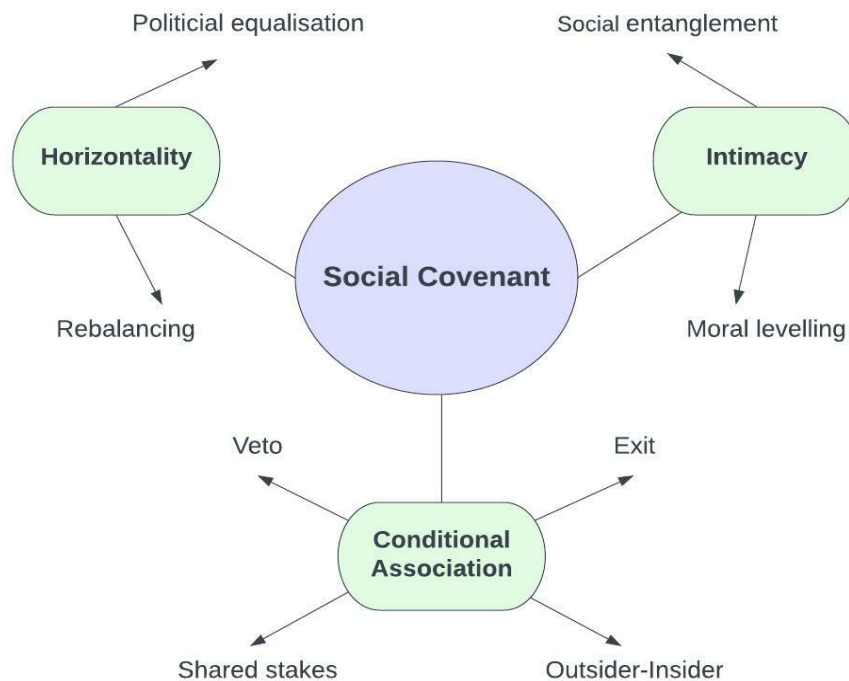 Politicial equalisation
Social entanglement
Horizontality
Intimacy
Social Covenant
Rebalancing
Moral levelling
Veto
Exit
Conditional
Association
Shared stakes
Outsider-Insider